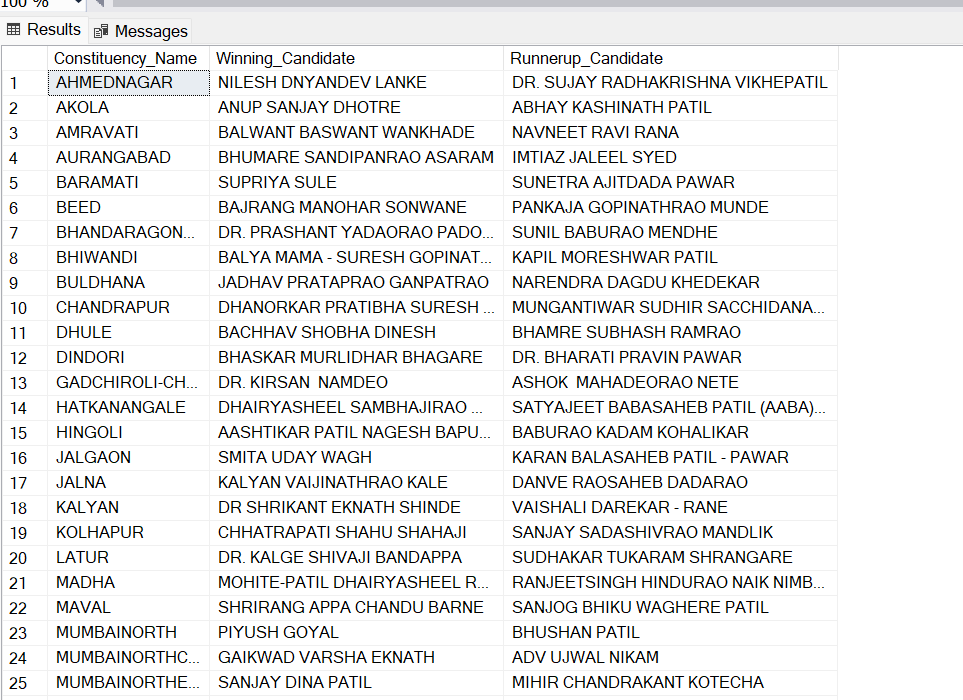 100 %
Results Messages
Constituency_Name Winning_Candidate Runnerup_Candidate
1 AHMEDNAGAR NILESH DNYANDEV LANKE DR. SUJAY RADHAKRISHNA VIKHEPATIL
2 AKOLA ANUP SANJAY DHOTRE ABHAY KASHINATH PATIL
3 AMRAVATI BALWANT BASWANT WANKHADE NAVNEET RAVI RANA
4 AURANGABAD BHUMARE SANDIPANRAO ASARAM IMTIAZ JALEEL SYED
5 BARAMATI SUPRIYA SULE SUNETRA AJITDADA PAWAR
6 BEED BAJRANG MANOHAR SONWANE PANKAJA GOPINATHRAO MUNDE
7 BHANDARAGON... DR. PRASHANT YADAORAO PADO... SUNIL BABURAO MENDHE
8 BHIWANDI BALYA MAMA - SURESH GOPINAT... KAPIL MORESHWAR PATIL
9 BULDHANA JADHAV PRATAPRAO GANPATRAO NARENDRA DAGDU KHEDEKAR
10 CHANDRAPUR DHANORKAR PRATIBHA SURESH ... MUNGANTIWAR SUDHIR SACCHIDANA...
11 DHULE BACHHAV SHOBHA DINESH BHAMRE SUBHASH RAMRAO
12 DINDORI BHASKAR MURLIDHAR BHAGARE DR. BHARATI PRAVIN PAWAR
13 GADCHIROLI-CH... DR. KIRSAN  NAMDEO ASHOK  MAHADEORAO NETE
14 HATKANANGALE DHAIRYASHEEL SAMBHAJIRAO ... SATYAJEET BABASAHEB PATIL (AABA)...
15 HINGOLI AASHTIKAR PATIL NAGESH BAPU... BABURAO KADAM KOHALIKAR
16 JALGAON SMITA UDAY WAGH KARAN BALASAHEB PATIL - PAWAR
17 JALNA KALYAN VAIJINATHRAO KALE DANVE RAOSAHEB DADARAO
18 KALYAN DR SHRIKANT EKNATH SHINDE VAISHALI DAREKAR - RANE
19 KOLHAPUR CHHATRAPATI SHAHU SHAHAJI SANJAY SADASHIVRAO MANDLIK
20 LATUR DR. KALGE SHIVAJI BANDAPPA SUDHAKAR TUKARAM SHRANGARE
21 MADHA MOHITE-PATIL DHAIRYASHEEL R... RANJEETSINGH HINDURAO NAIK NIMB...
22 MAVAL SHRIRANG APPA CHANDU BARNE SANJOG BHIKU WAGHERE PATIL
23 MUMBAINORTH PIYUSH GOYAL BHUSHAN PATIL
24 MUMBAINORTHC... GAIKWAD VARSHA EKNATH ADV UJWAL NIKAM
25 MUMBAINORTHE... SANJAY DINA PATIL MIHIR CHANDRAKANT KOTECHA